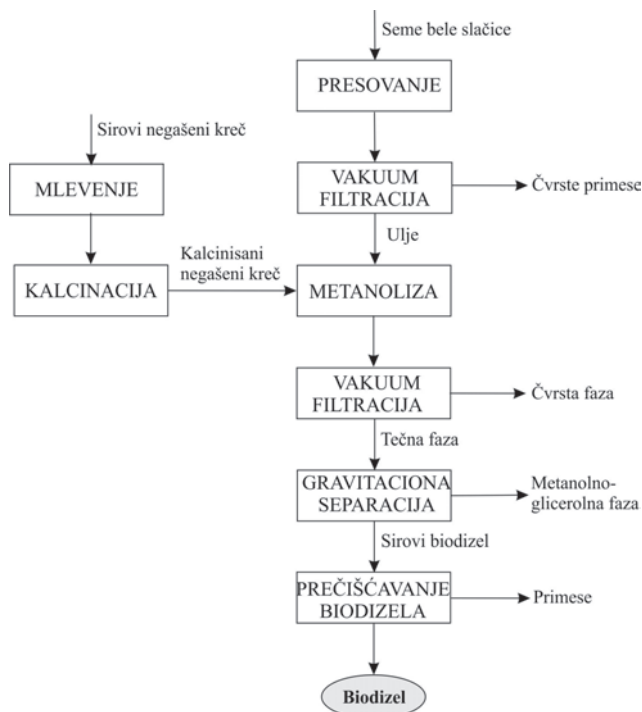 Seme bele slačice
PRESOVANJE
Sirovi negašeni kreč
MLEVENJE
VAKUUM
FILTRACIJA
Čvrste primese
Ulje
Kalcinisani
negašeni kreč
KALCINACIJA
METANOLIZA
VAKUUM
FILTRACIJA
Čvrsta faza
Tečna faza
GRAVITACIONA
SEPARACIJA
Metanolno-
glicerolna faza
Sirovi biodizel
PREČIŠĆAVANJE
BIODIZELA
Primese
Biodizel